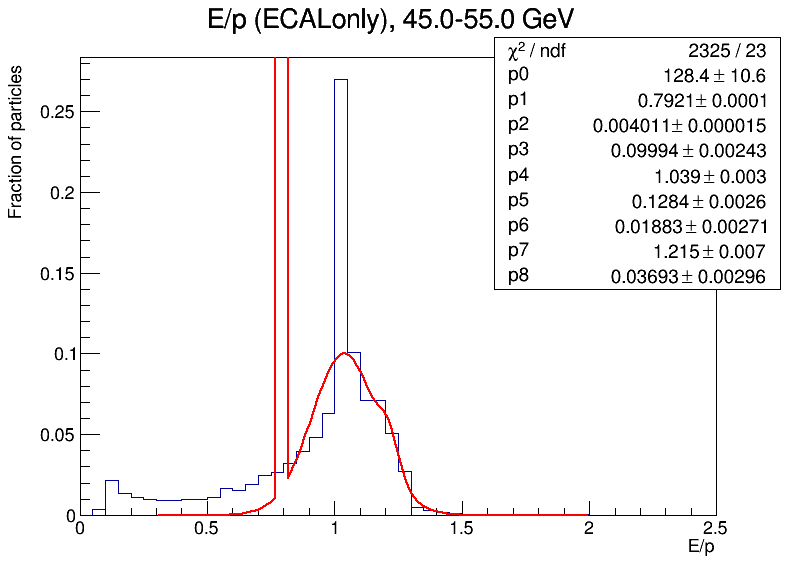 E/p (ECALonly), 45.0-55.0 GeV
χ² / ndf 2325 / 23
p0 128.4 ± 10.6
p1 0.7921 ± 0.0001
p2 0.004011 ± 0.000015
p3 0.09994 ± 0.00243
p4 1.039 ± 0.003
p5 0.1284 ± 0.0026
p6 0.01883 ± 0.00271
p7 1.215 ± 0.007
p8 0.03693 ± 0.00296
Fraction of particles
0.25
0.2
0.15
0.1
0.05
0
0 0.5 1 1.5 2 2.5
E/p